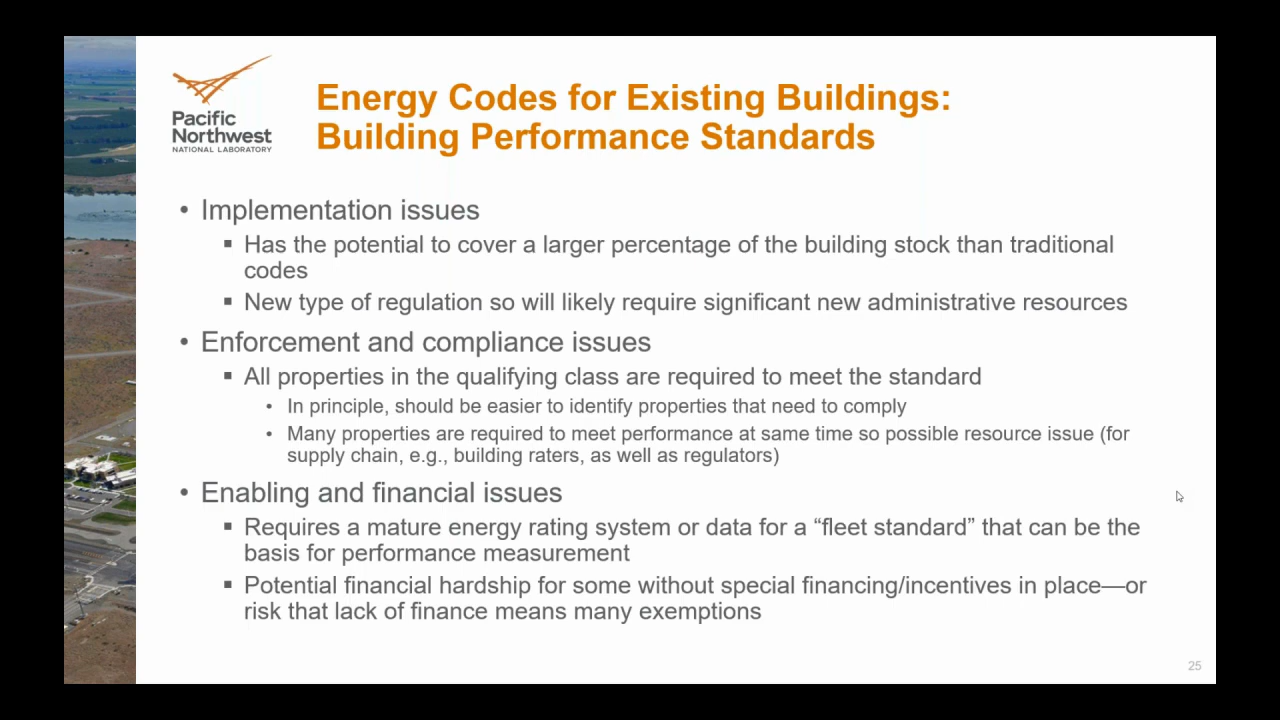 Pacific
Northwest
NATIONAL LABORATORY
Energy Codes for Existing Buildings:
Building Performance Standards
• Implementation issues
▪ Has the potential to cover a larger percentage of the building stock than traditional
codes
▪ New type of regulation so will likely require significant new administrative resources
• Enforcement and compliance issues
▪ All properties in the qualifying class are required to meet the standard
• In principle, should be easier to identify properties that need to comply
• Many properties are required to meet performance at same time so possible resource issue (for
supply chain, e.g., building raters, as well as regulators)
• Enabling and financial issues
▪ Requires a mature energy rating system or data for a “fleet standard” that can be the
basis for performance measurement
▪ Potential financial hardship for some without special financing/incentives in place—or
risk that lack of finance means many exemptions
25